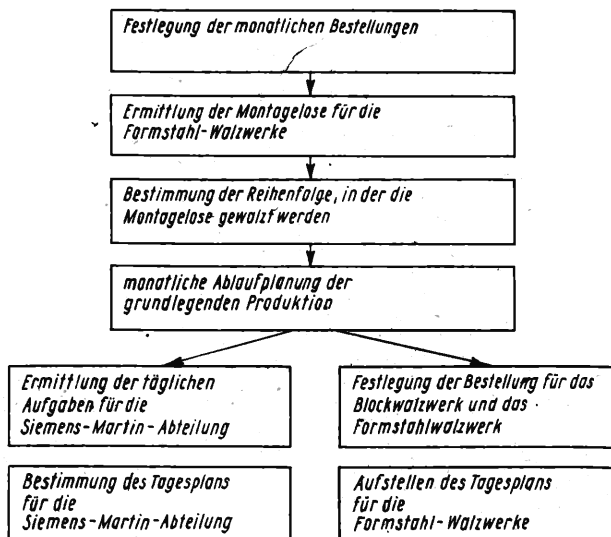 Festlegung der monatlichen Bestellungen
Ermittlung der Montagelose für die
Formstahl-Walzwerke
Bestimmung der Reihenfolge, in der die
Montagelose gewalzt werden
monatliche Ablaufplanung der
grundlegenden Produktion
Ermittlung der täglichen
Aufgaben für die
Siemens-Martin-Abteilung
Festlegung der Bestellung für das
Blockwalzwerk und das
Formstahlwalzwerk
Bestimmung des Tagesplans
für die
Siemens-Martin-Abteilung
Aufstellen des Tagesplans
für die
Formstahl-Walzwerke